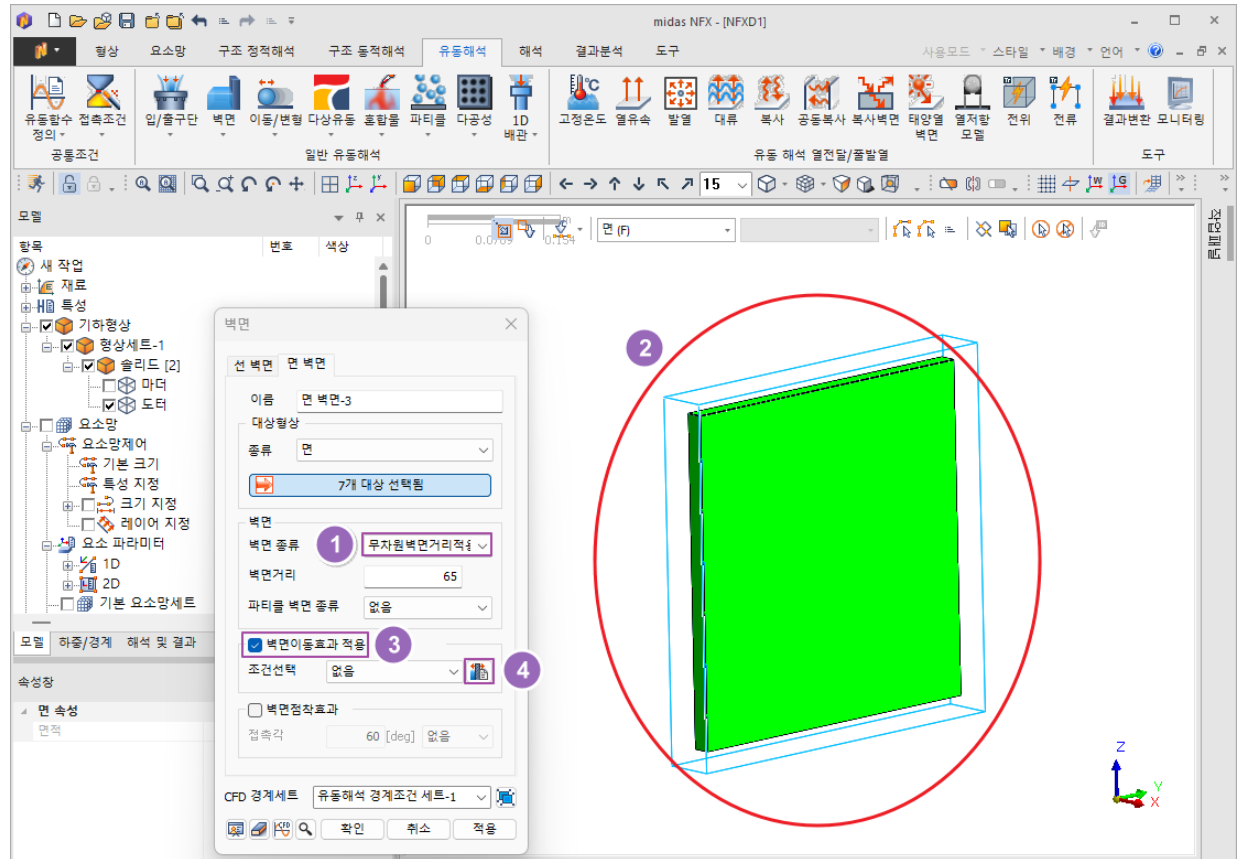 midas NFX - [NFXD1]
형상 요소망 구조 정적해석 구조 동적해석 유동해석 해석 결과분석 도구 사용모드 스타일 배경 언어
유동함수 정의 접촉조건 입/출구단 벽면 이동/변형 다상유동 혼합물 파티클 다공성 1D 배관 고정온도 열유속 발열 대류 복사 공동복사 복사벽면 태양열 벽면 열저항 모델 전위 전류 결과변환 모니터링
공통조건 일반 유동해석 유동 해석 열전달/줄발열 도구
15
모델
항목 번호 색상
새 작업
재료
특성
기하형상
형상세트-1
솔리드 [2]
마더
도터
요소망
요소망제어
기본 크기
특성 지정
크기 지정
레이어 지정
요소 파라미터
1D
2D
기본 요소망세트
모델 하중/경계 해석 및 결과
속성창
면 속성
면적
벽면
선 벽면 면 벽면
이름 면 벽면-3
대상형상
종류 면
7개 대상 선택됨
벽면
벽면 종류 1 무차원벽면거리적용
벽면거리 65
파티클 벽면 종류 없음
벽면이동효과 적용 3
조건선택 없음 4
벽면점착효과
접촉각 60 [deg] 없음
CFD 경계세트 유동해석 경계조건 세트-1
확인 취소 적용
면 (F)
0 0.0769 0.154
2
Z
Y
X
작업패널